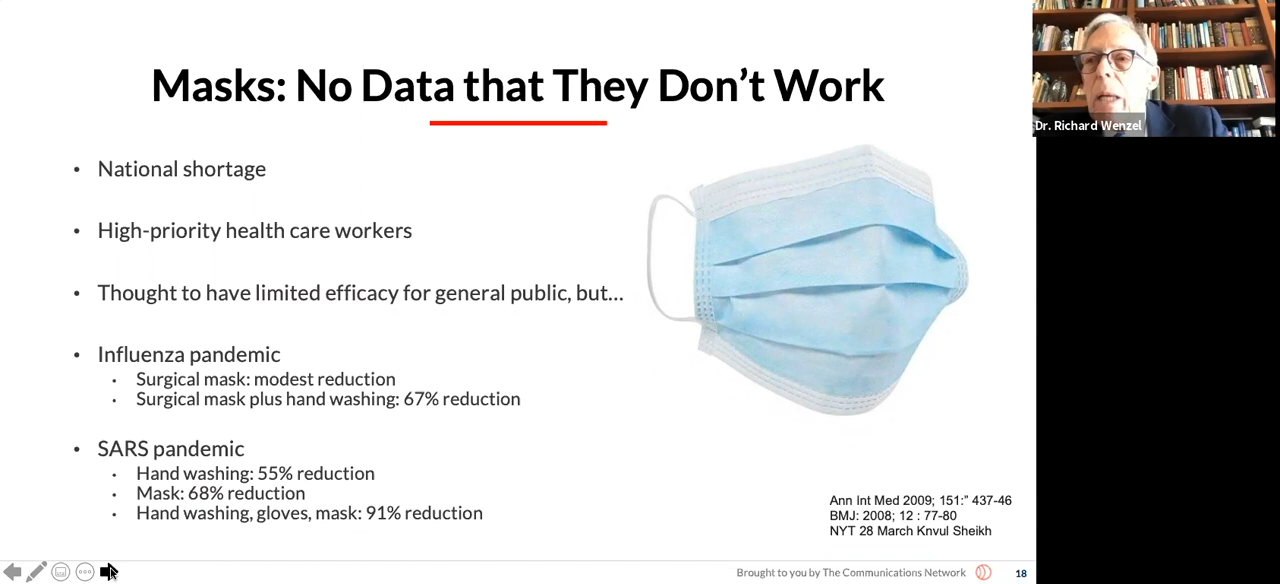 Masks: No Data that They Don't Work
Dr. Richard Wenzel
• National shortage
• High-priority health care workers
• Thought to have limited efficacy for general public, but...
• Influenza pandemic
• Surgical mask: modest reduction
• Surgical mask plus hand washing: 67% reduction
• SARS pandemic
• Hand washing: 55% reduction
• Mask: 68% reduction
• Hand washing, gloves, mask: 91% reduction
Ann Int Med 2009; 151:" 437-46
BMJ: 2008; 12 : 77-80
NYT 28 March Knvul Sheikh
Brought to you by The Communications Network
18